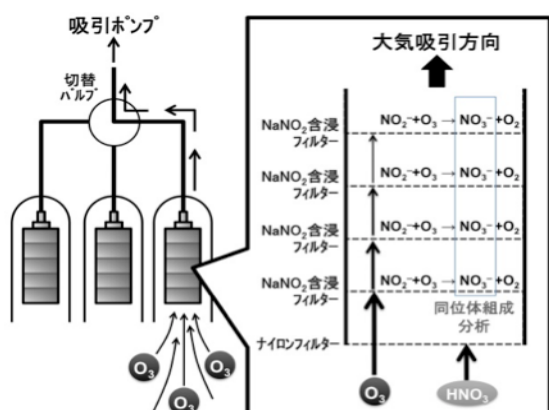 吸引ポンプ
切替
バルブ
O₃
O₃
O₃
大気吸引方向
NaNO₂含浸
フィルター
NO₂⁻+O₃→NO₃⁻+O₂
NaNO₂含浸
フィルター
NO₂⁻+O₃→NO₃⁻+O₂
NaNO₂含浸
フィルター
NO₂⁻+O₃→NO₃⁻+O₂
NaNO₂含浸
フィルター
NO₂⁻+O₃→NO₃⁻+O₂
同位体組成
分析
ナイロンフィルター
O₃
HNO₃